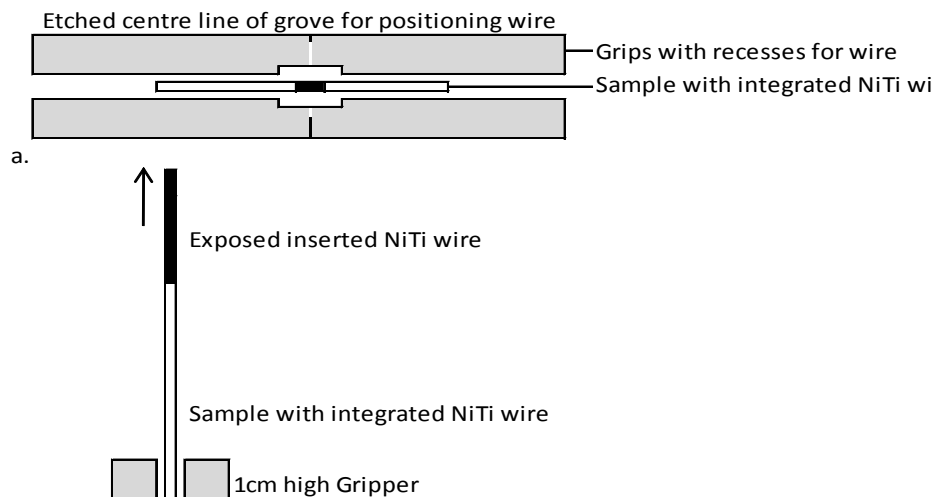 Etched centre line of grove for positioning wire
Grips with recesses for wire
Sample with integrated NiTi wi
a.
Exposed inserted NiTi wire
Sample with integrated NiTi wire
1cm high Gripper